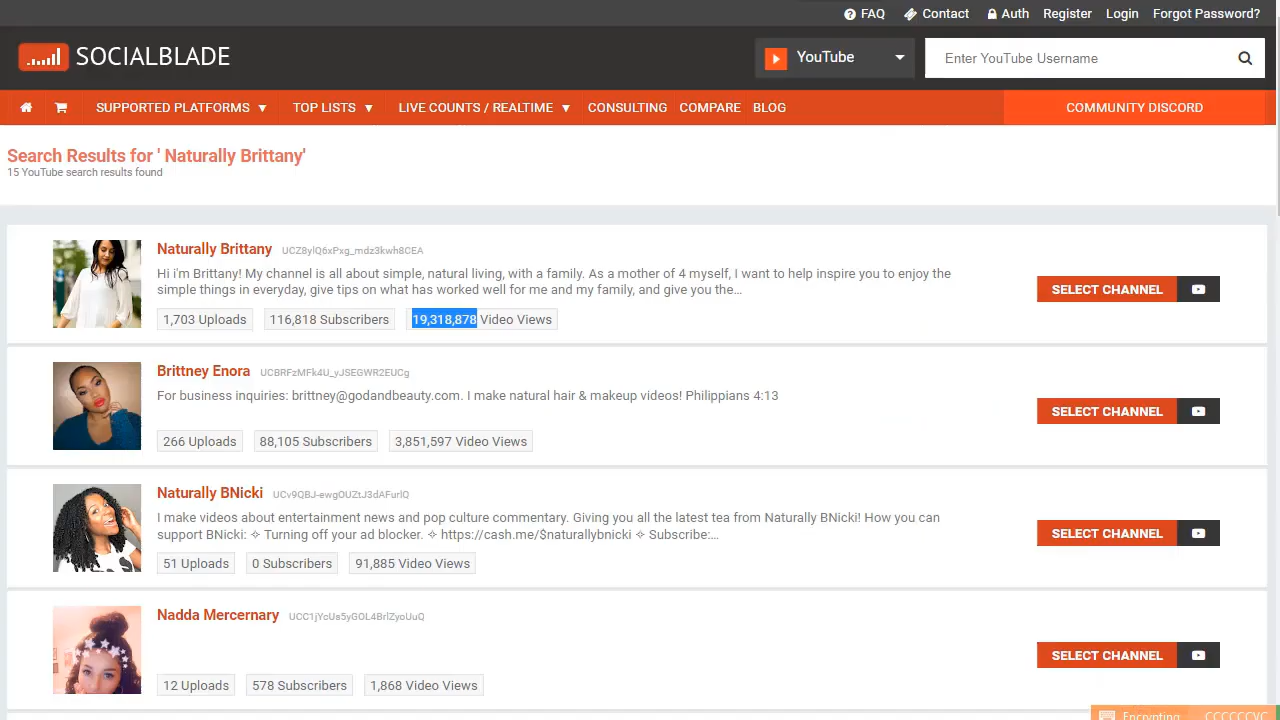 FAQ Contact Auth Register Login Forgot Password?
SOCIALBLADE
YouTube
Enter YouTube Username
SUPPORTED PLATFORMS ▼ TOP LISTS ▼ LIVE COUNTS / REALTIME ▼ CONSULTING COMPARE BLOG COMMUNITY DISCORD
Search Results for ' Naturally Brittany'
15 YouTube search results found
Naturally Brittany UCZ8ylQ6xPxg_mdz3kwh8CEA
Hi i'm Brittany! My channel is all about simple, natural living, with a family. As a mother of 4 myself, I want to help inspire you to enjoy the
simple things in everyday, give tips on what has worked well for me and my family, and give you the...
SELECT CHANNEL
1,703 Uploads 116,818 Subscribers 19,318,878 Video Views
Brittney Enora UCBRFzMFk4U_yJSEGWR2EUCg
For business inquiries: brittney@godandbeauty.com. I make natural hair & makeup videos! Philippians 4:13
SELECT CHANNEL
266 Uploads 88,105 Subscribers 3,851,597 Video Views
Naturally BNicki UCv9QBJ-ewgOUZtJ3dAFurlQ
I make videos about entertainment news and pop culture commentary. Giving you all the latest tea from Naturally BNicki! How you can
support BNicki: ✧ Turning off your ad blocker. ✧ https://cash.me/$naturallybnicki ✧ Subscribe:...
SELECT CHANNEL
51 Uploads 0 Subscribers 91,885 Video Views
Nadda Mercernary UCC1jYcUs5yGOL4BrlZyoUuQ
SELECT CHANNEL
12 Uploads 578 Subscribers 1,868 Video Views
Encrypting